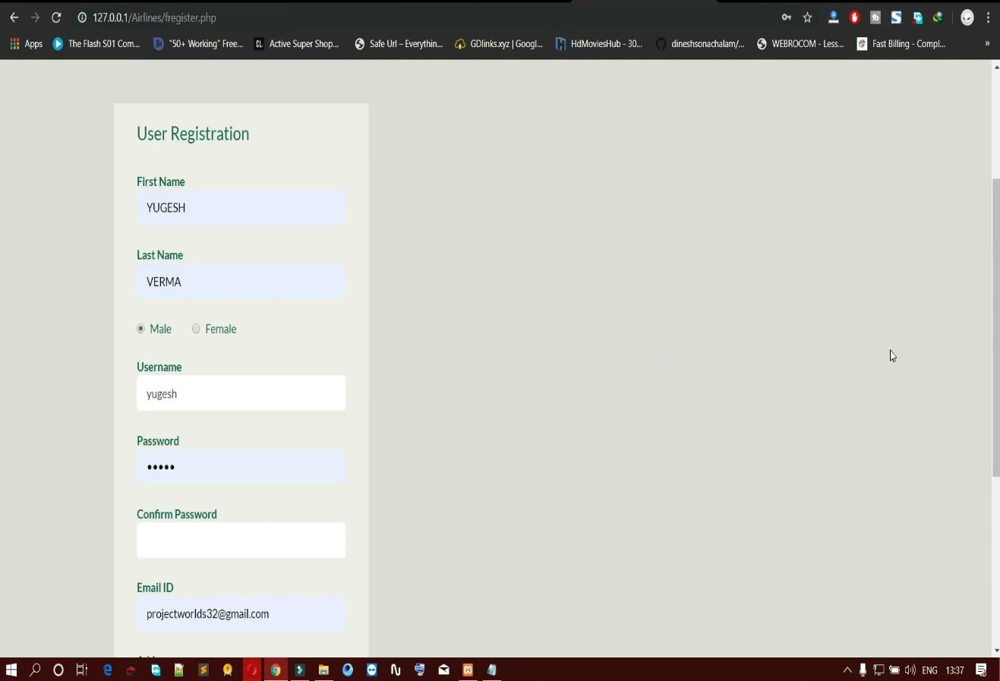 127.0.0.1/Airlines/fregister.php
Apps The Flash S01 Com... "50+ Working" Free... Active Super Shop... Safe Url – Everythin... GDlinks.xyz | Googl... HdMoviesHub - 30... dineshsonachalam/... WEBROCOM - Less... Fast Billing - Compl... »
User Registration
First Name
YUGESH
Last Name
VERMA
Male Female
Username
yugesh
Password
•••••
Confirm Password
Email ID
projectworlds32@gmail.com
ENG 13:37